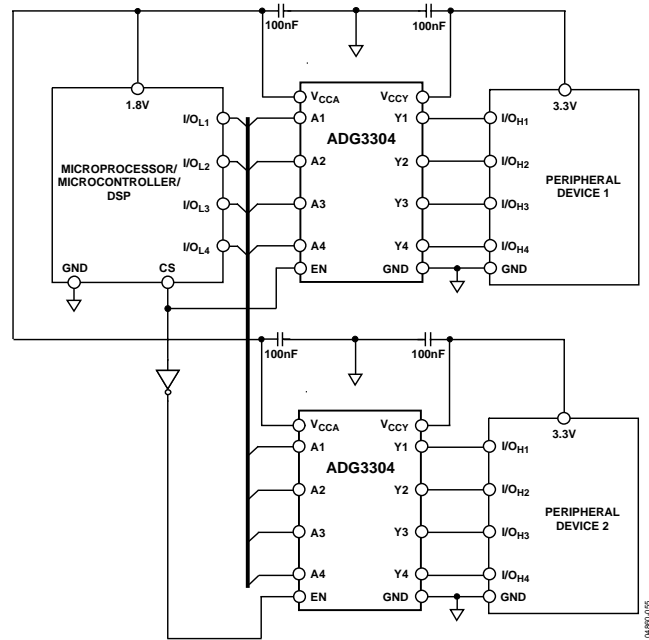 100nF
100nF
1.8V
VCCA
VCCY
3.3V
I/OL1
A1
Y1
I/OH1
ADG3304
MICROPROCESSOR/
MICROCONTROLLER/
DSP
I/OL2
A2
Y2
I/OH2
PERIPHERAL
DEVICE 1
I/OL3
A3
Y3
I/OH3
I/OL4
A4
Y4
I/OH4
GND
CS
EN
GND
GND
100nF
100nF
VCCA
VCCY
3.3V
A1
Y1
I/OH1
ADG3304
A2
Y2
I/OH2
PERIPHERAL
DEVICE 2
A3
Y3
I/OH3
A4
Y4
I/OH4
EN
GND
GND
04860-055